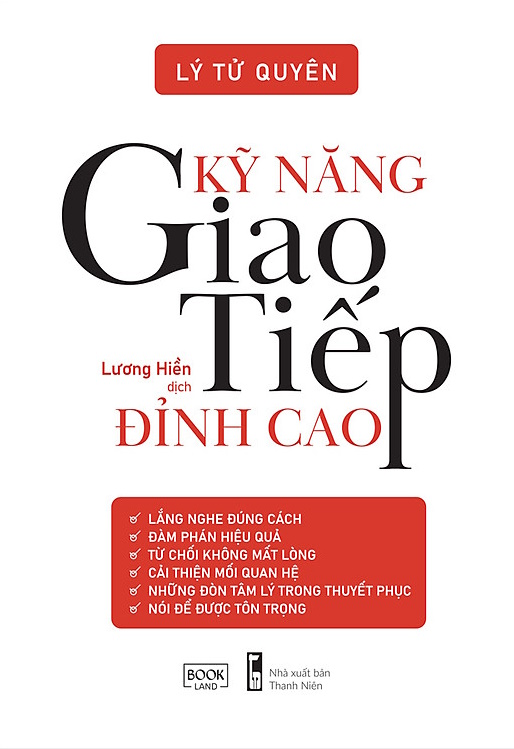 LÝ TỬ QUYÊN
KỸ NĂNG
Giao
Tiếp
Lương Hiền
dịch
ĐỈNH CAO
LẮNG NGHE ĐÚNG CÁCH
ĐÀM PHÁN HIỆU QUẢ
TỪ CHỐI KHÔNG MẤT LÒNG
CẢI THIỆN MỐI QUAN HỆ
NHỮNG ĐÒN TÂM LÝ TRONG THUYẾT PHỤC
NÓI ĐỂ ĐƯỢC TÔN TRỌNG
BOOK
LAND
Nhà xuất bản
Thanh Niên